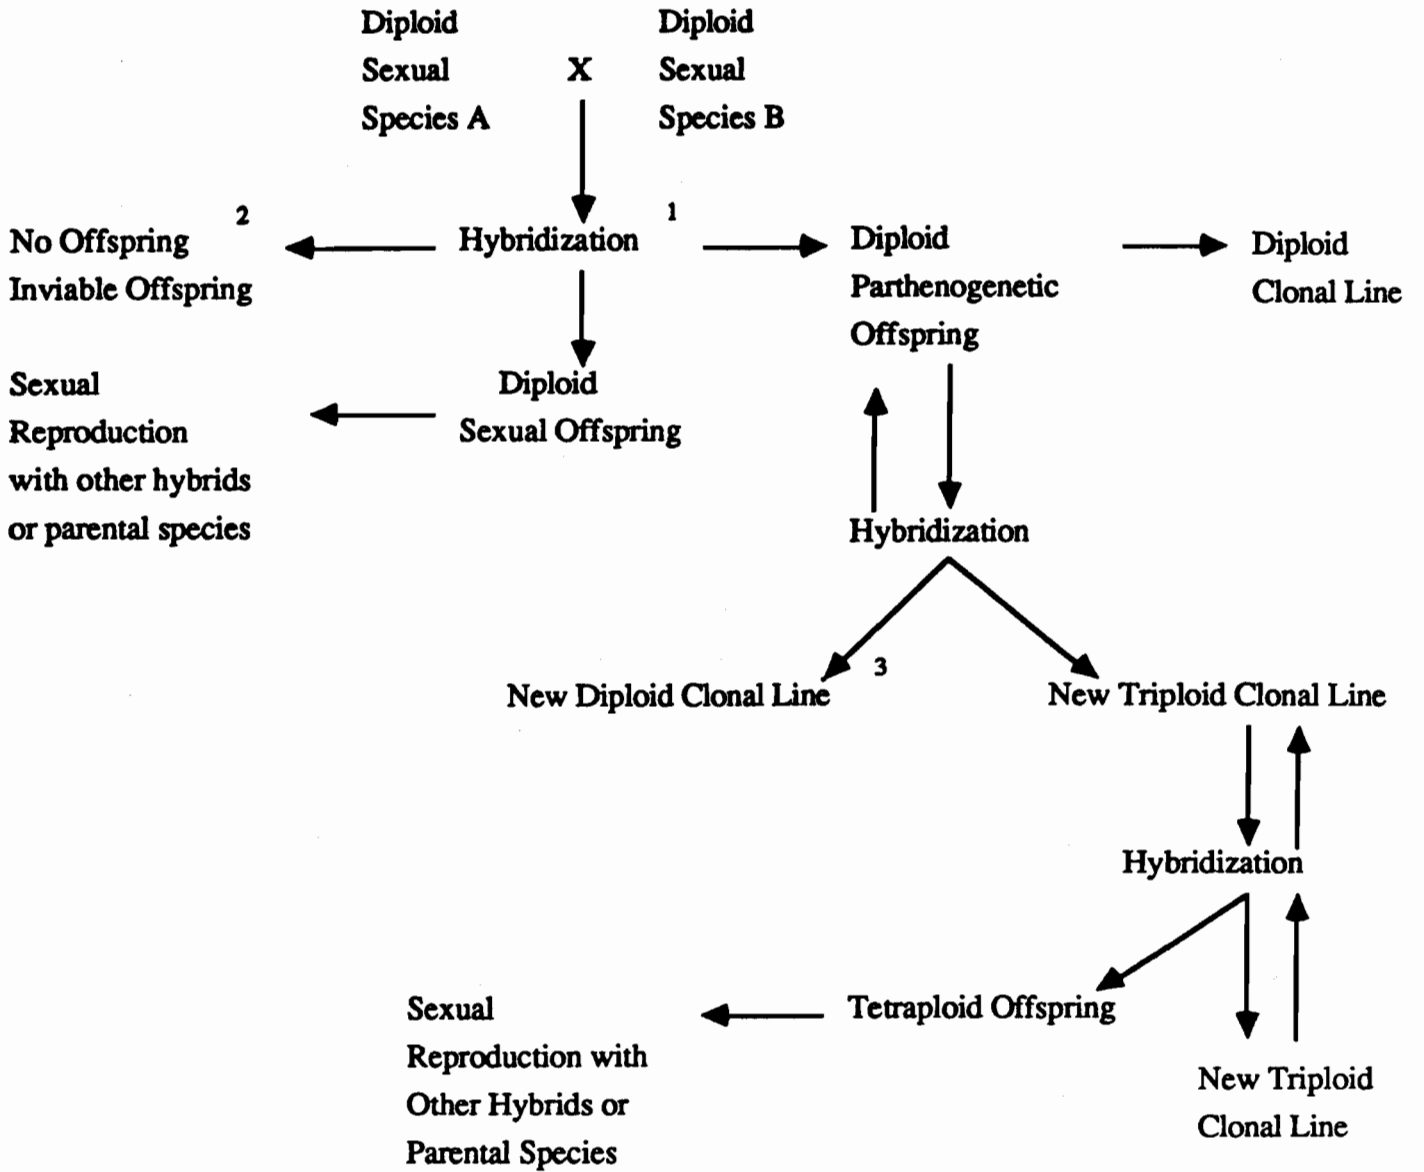 Diploid
Sexual
Species A
X
Diploid
Sexual
Species B
2
No Offspring
Inviable Offspring
Hybridization
1
Diploid
Parthenogenetic
Offspring
Diploid
Clonal Line
Sexual
Reproduction
with other hybrids
or parental species
Diploid
Sexual Offspring
Hybridization
3
New Diploid Clonal Line
New Triploid Clonal Line
Hybridization
Tetraploid Offspring
Sexual
Reproduction with
Other Hybrids or
Parental Species
New Triploid
Clonal Line